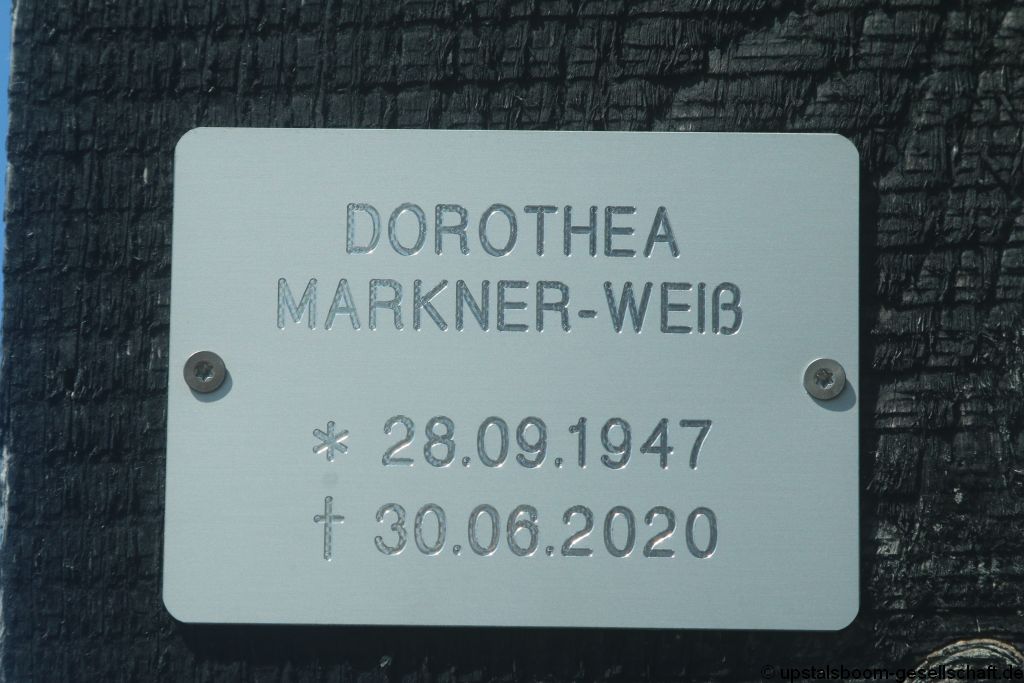 DOROTHEA
MARKNER-WEIß
* 28.09.1947
† 30.06.2020
© upstalsboom-gesellschaft.de